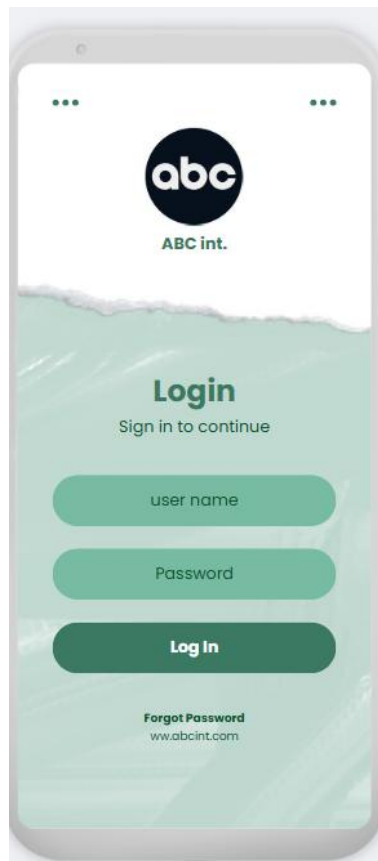 abc
ABC int.
Login
Sign in to continue
user name
Password
Log In
Forgot Password
ww.abcint.com